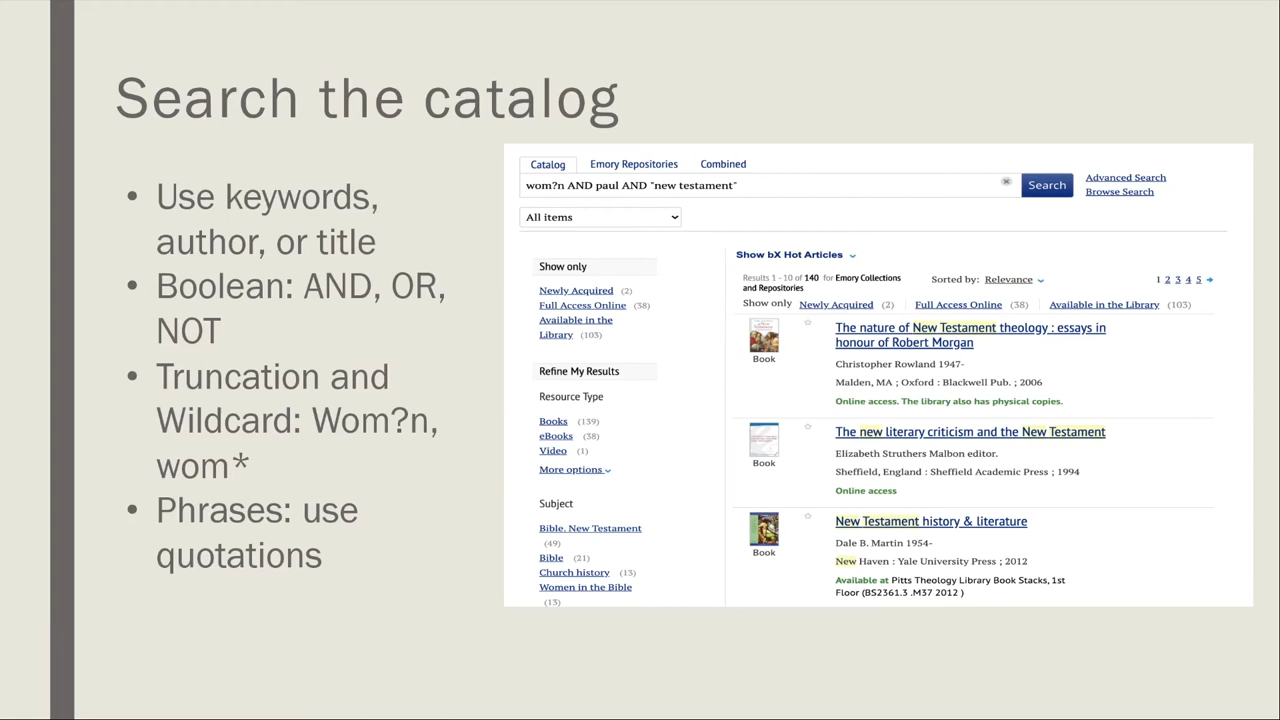 Search the catalog
• Use keywords,
author, or title
• Boolean: AND, OR,
NOT
• Truncation and
Wildcard: Wom?n,
wom*
• Phrases: use
quotations
Catalog Emory Repositories Combined
wom?n AND paul AND "new testament"
Search
Advanced Search
Browse Search
All items
Show only
Newly Acquired (2)
Full Access Online (38)
Available in the
Library (103)
Refine My Results
Resource Type
Books (139)
eBooks (38)
Video (1)
More options
Subject
Bible. New Testament
(49)
Bible (21)
Church history (13)
Women in the Bible
(13)
Show bX Hot Articles
Results 1 - 10 of 140 for Emory Collections
and Repositories
Sorted by: Relevance
1 2 3 4 5
Show only Newly Acquired (2) Full Access Online (38) Available in the Library (103)
Book
The nature of New Testament theology : essays in
honour of Robert Morgan
Christopher Rowland 1947-
Malden, MA ; Oxford : Blackwell Pub. ; 2006
Online access. The library also has physical copies.
Book
The new literary criticism and the New Testament
Elizabeth Struthers Malbon editor.
Sheffield, England : Sheffield Academic Press ; 1994
Online access
Book
New Testament history & literature
Dale B. Martin 1954-
New Haven : Yale University Press ; 2012
Available at Pitts Theology Library Book Stacks, 1st
Floor (BS2361.3 .M37 2012 )